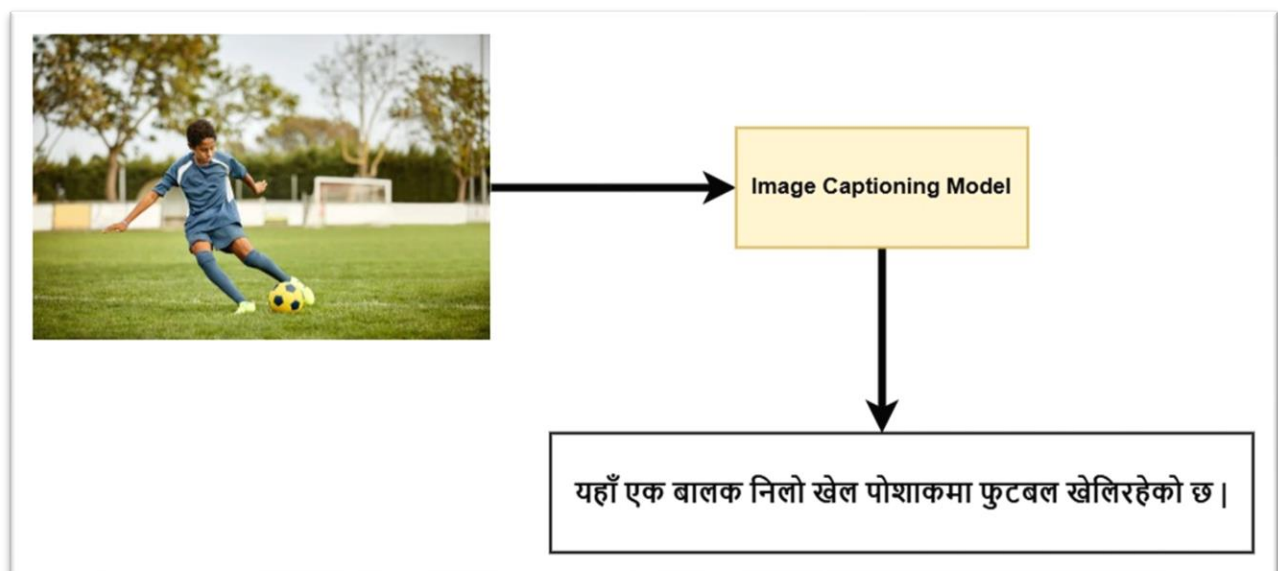 Image Captioning Model
यहाँ एक बालक निलो खेल पोशाकमा फुटबल खेलिरहेको छ |